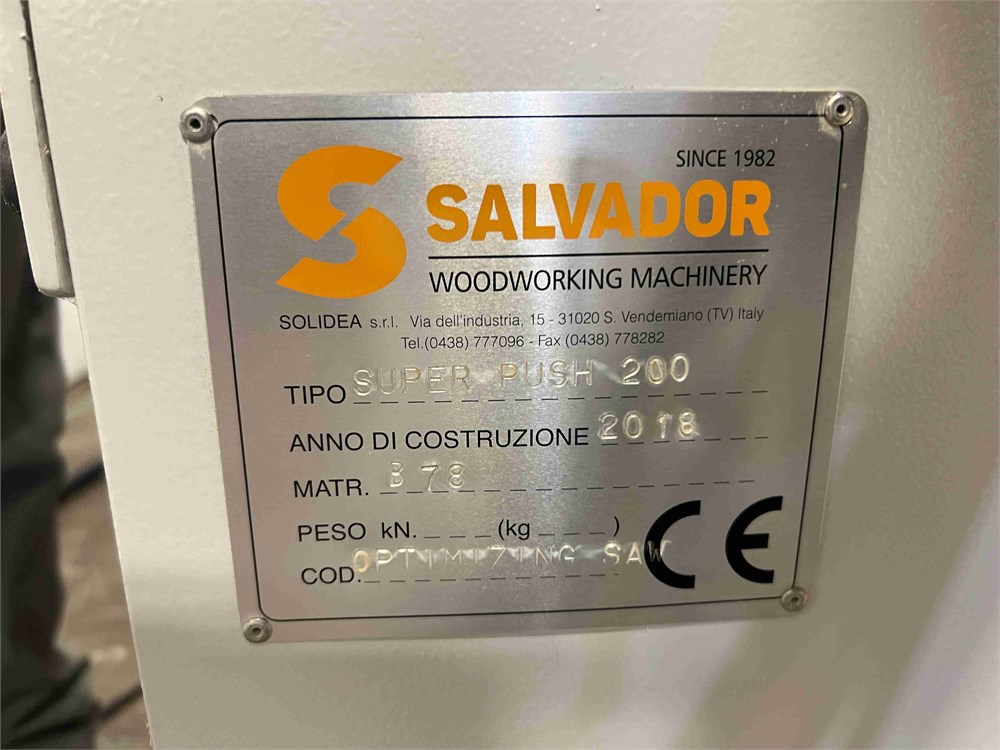 SINCE 1982
SALVADOR
WOODWORKING MACHINERY
SOLIDEA s.r.l. Via dell'industria, 15 - 31020 S. Vendemiano (TV) Italy
Tel.(0438) 777096 - Fax (0438) 778282
TIPO SUPER PUSH 200
ANNO DI COSTRUZIONE 2018
MATR. B 78
PESO kN. _ _ _ (kg _ _ _ )
COD. OPTIMIZING SAW
CE